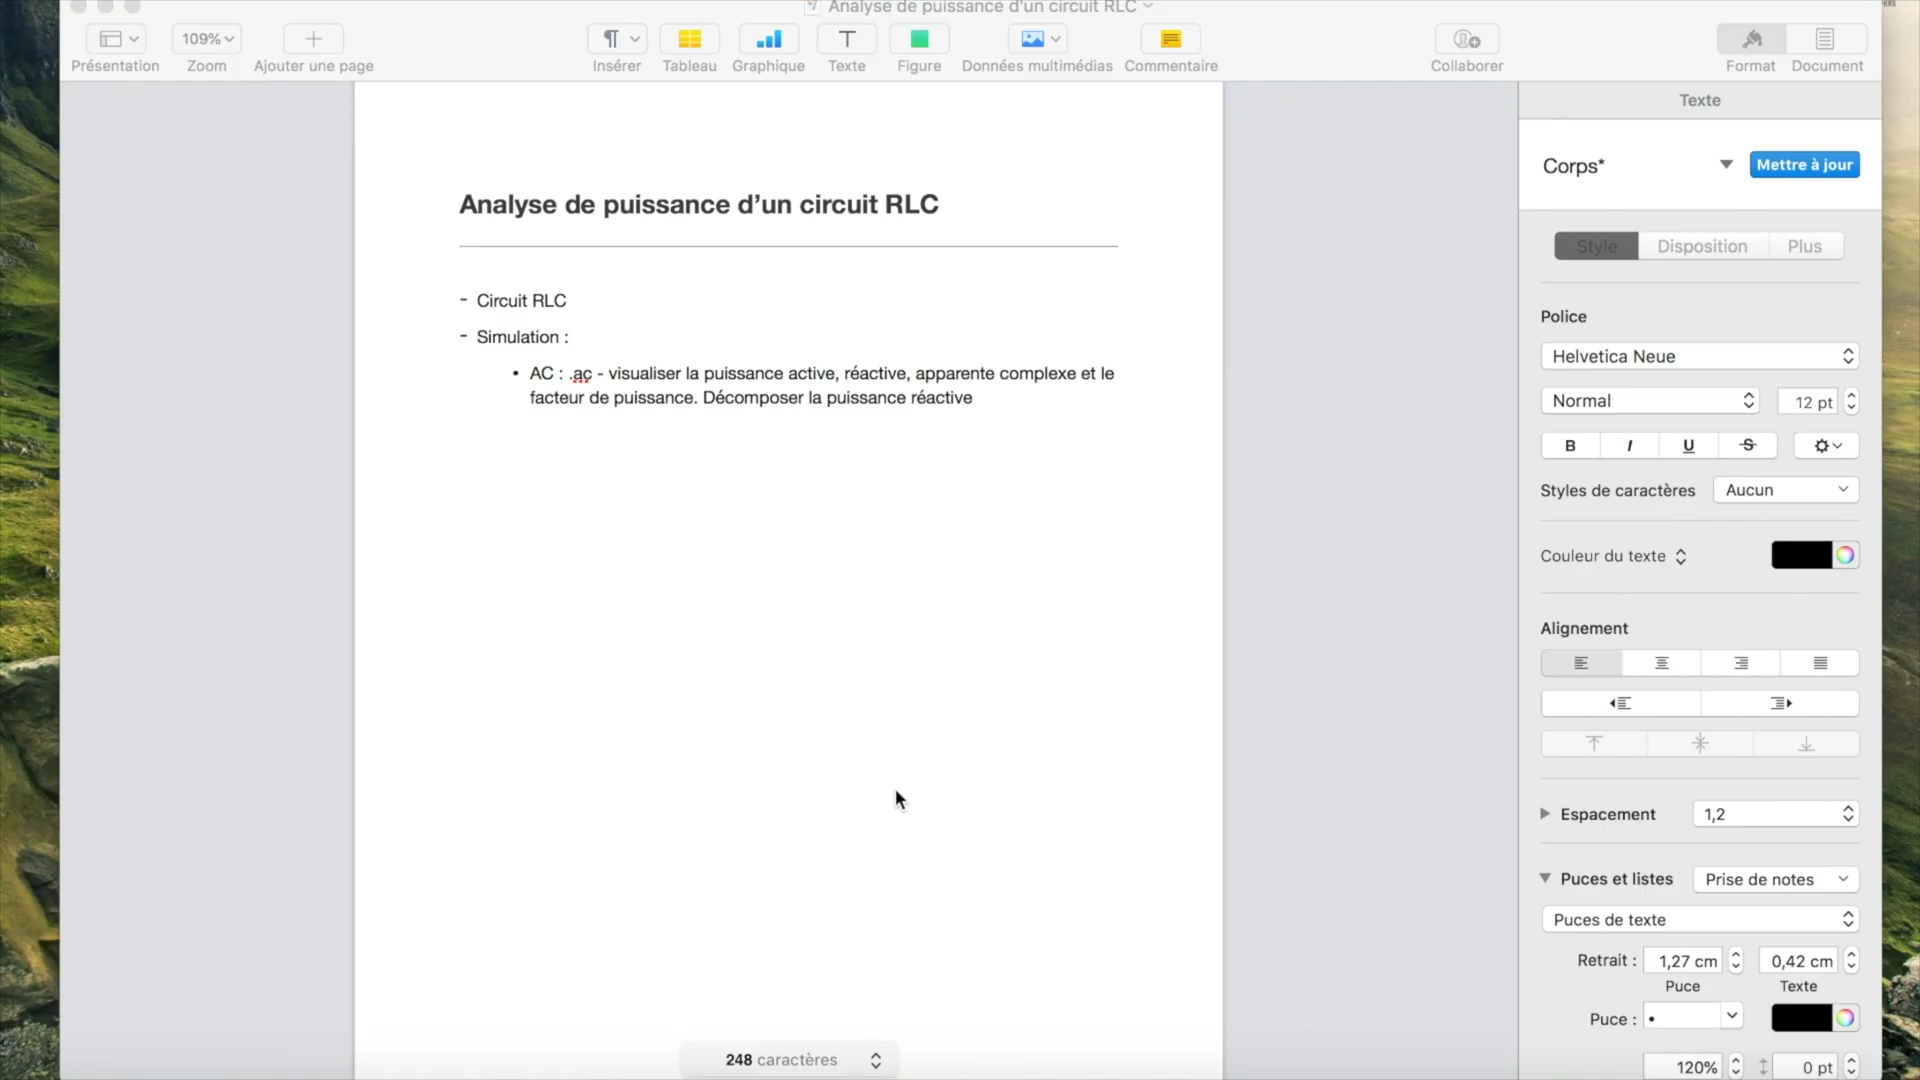 Analyse de puissance d'un circuit RLC
109%
Présentation
Zoom
Ajouter une page
Insérer
Tableau
Graphique
Texte
Figure
Données multimédias
Commentaire
Collaborer
Format
Document
Analyse de puissance d’un circuit RLC
- Circuit RLC
- Simulation :
• AC : .ac - visualiser la puissance active, réactive, apparente complexe et le
facteur de puissance. Décomposer la puissance réactive
248 caractères
Texte
Corps*
Mettre à jour
Style
Disposition
Plus
Police
Helvetica Neue
Normal
12 pt
B I U S
Styles de caractères
Aucun
Couleur du texte
Alignement
Espacement
1,2
Puces et listes
Prise de notes
Puces de texte
Retrait :
1,27 cm
0,42 cm
Puce
Texte
Puce :
•
120%
0 pt